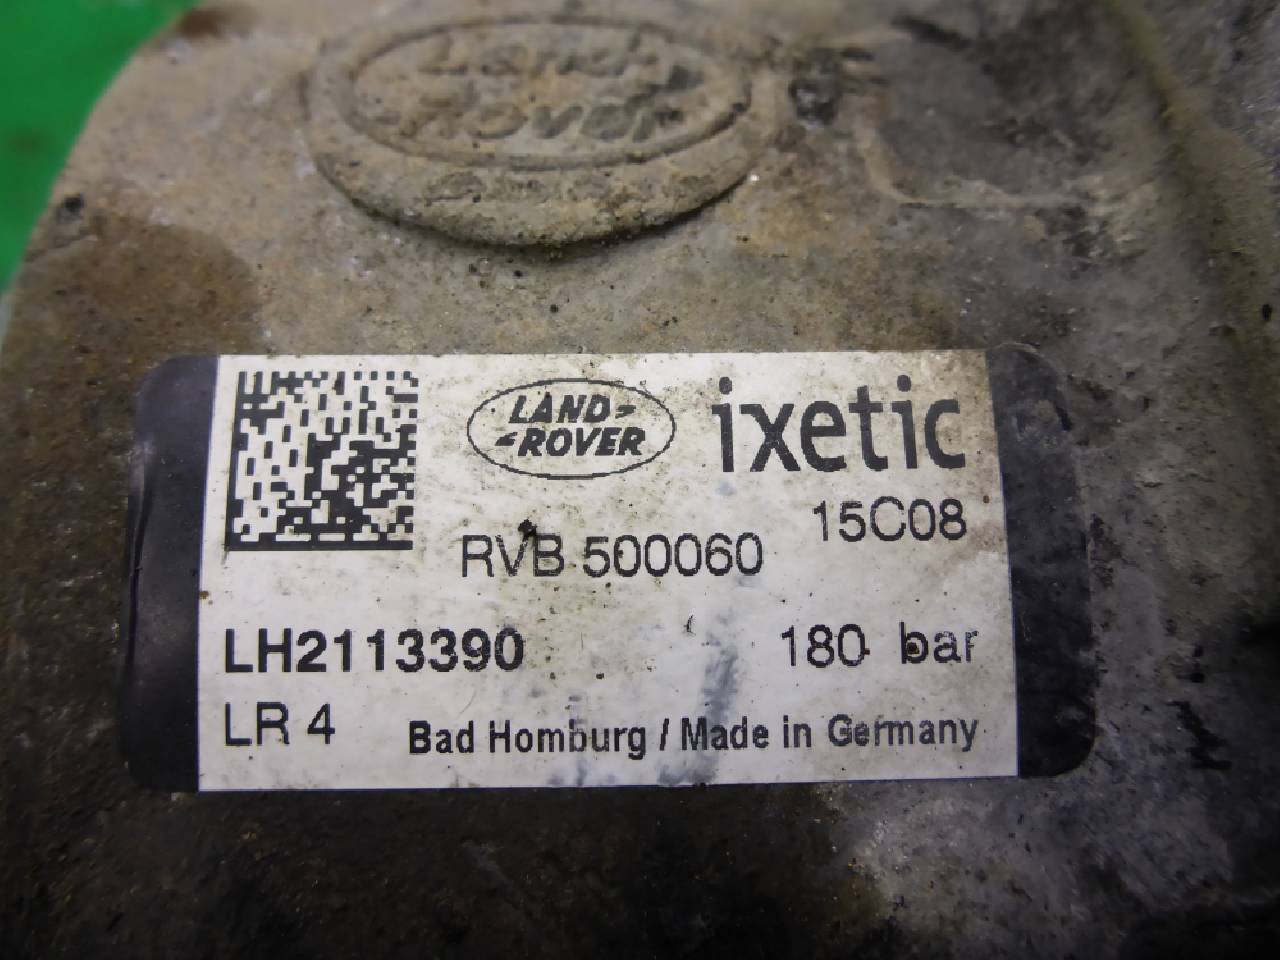 Land
Rover
LAND
ROVER
ixetic
15C08
RVB 500060
LH2113390
180 bar
LR 4
Bad Homburg / Made in Germany